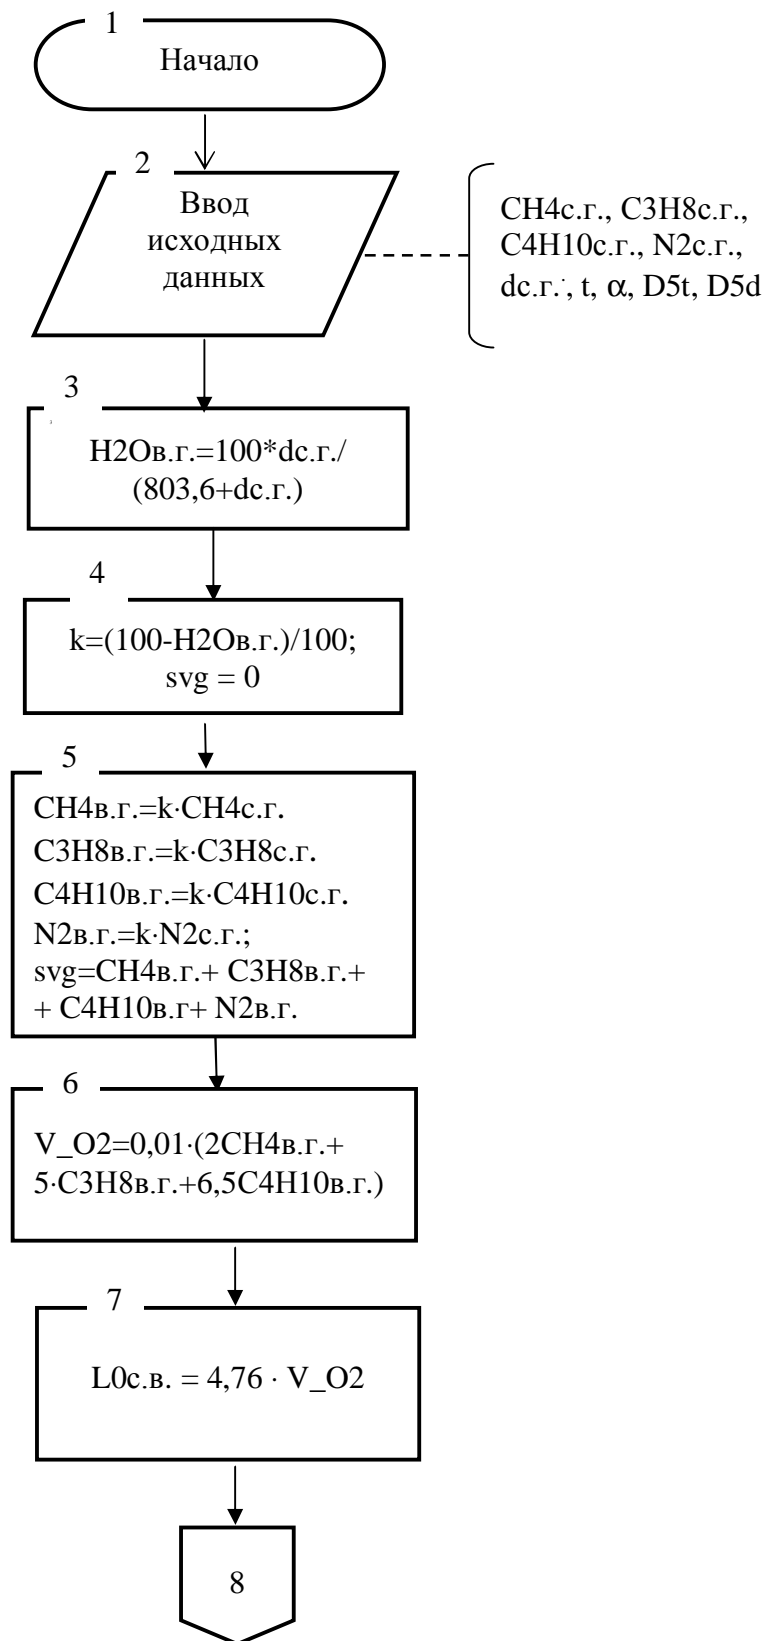 1
Начало
2
Ввод
исходных
данных
CH4с.г., C3H8с.г.,
C4H10с.г., N2с.г.,
dс.г., t, α, D5t, D5d
3
H2Oв.г.=100*dс.г./
(803,6+dс.г.)
4
k=(100-H2Oв.г.)/100;
svg = 0
5
CH4в.г.=k·CH4с.г.
C3H8в.г.=k·C3H8с.г.
C4H10в.г.=k·C4H10с.г.
N2в.г.=k·N2с.г.;
svg=CH4в.г.+ C3H8в.г.+
+ C4H10в.г+ N2в.г.
6
V_O2=0,01·(2CH4в.г.+
5·C3H8в.г.+6,5C4H10в.г.)
7
L0с.в. = 4,76 · V_O2
8